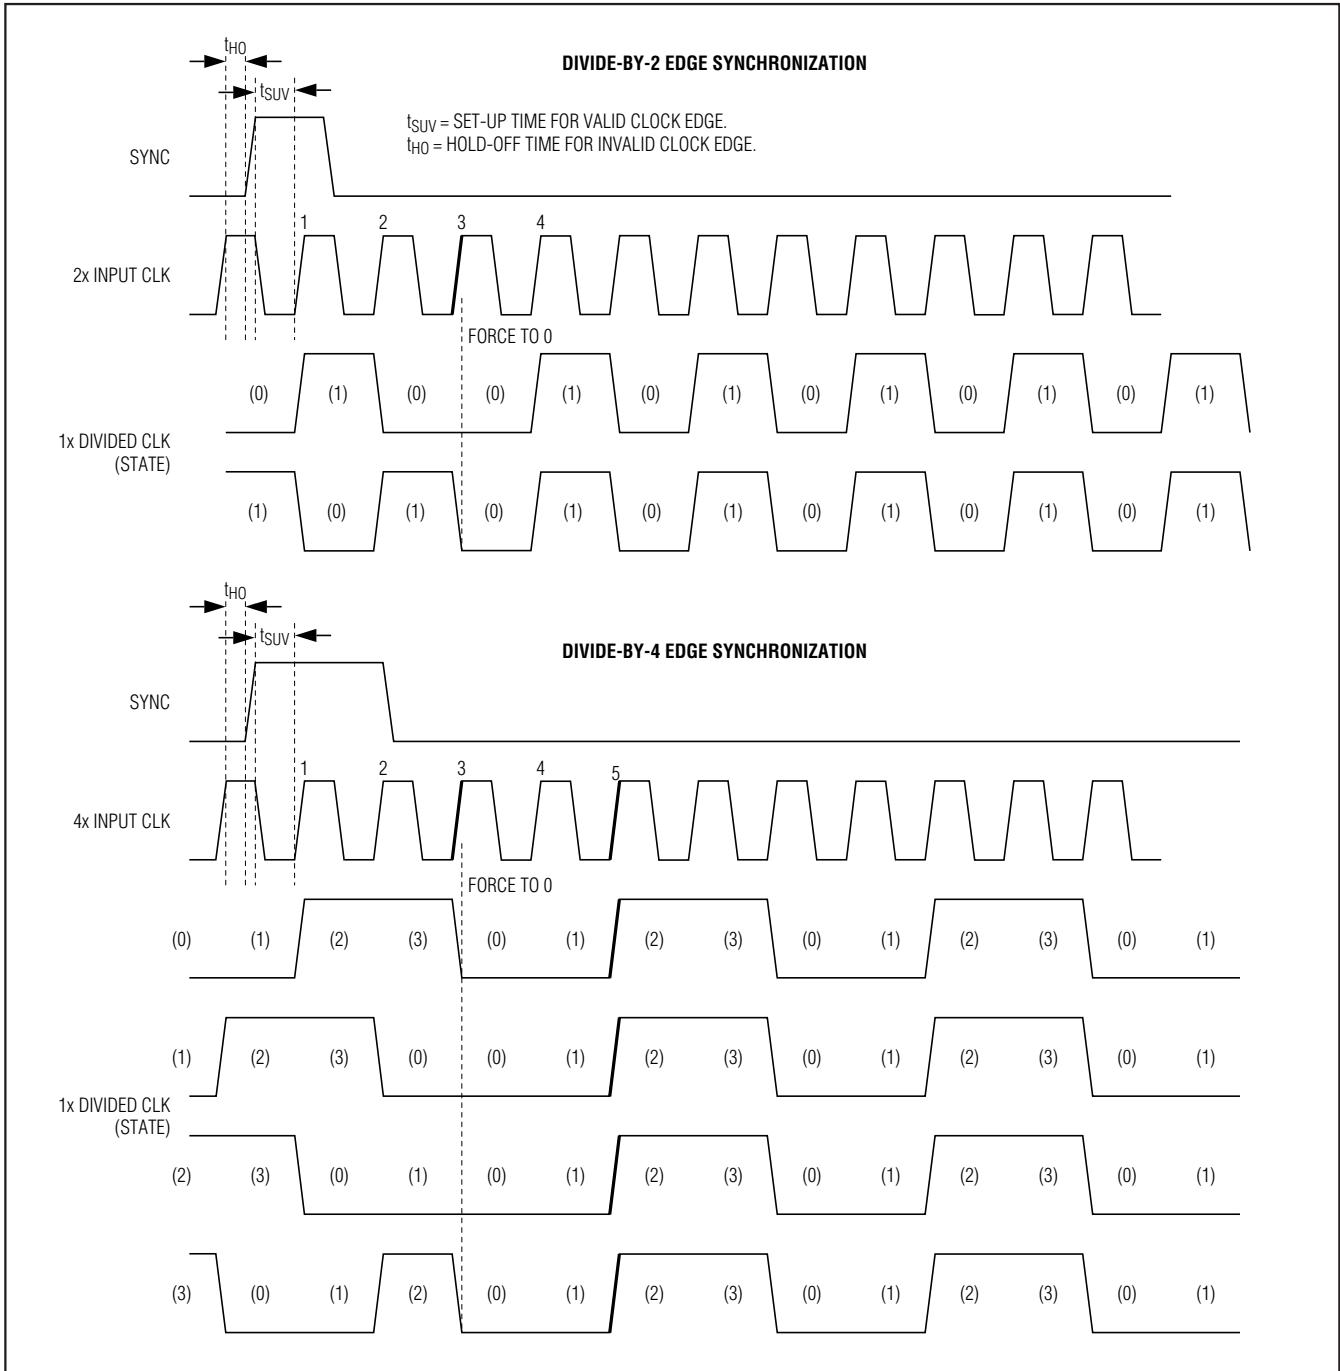 tHO
DIVIDE-BY-2 EDGE SYNCHRONIZATION
tSUV
tSUV = SET-UP TIME FOR VALID CLOCK EDGE.
tHO = HOLD-OFF TIME FOR INVALID CLOCK EDGE.
SYNC
1 2 3 4
2x INPUT CLK
FORCE TO 0
(0) (1) (0) (0) (1) (0) (1) (0) (1) (0) (1) (0) (1)
1x DIVIDED CLK
(STATE)
(1) (0) (1) (0) (1) (0) (1) (0) (1) (0) (1) (0) (1)
tHO
tSUV
DIVIDE-BY-4 EDGE SYNCHRONIZATION
SYNC
1 2 3 4 5
4x INPUT CLK
FORCE TO 0
(0) (1) (2) (3) (0) (1) (2) (3) (0) (1) (2) (3) (0) (1)
(1) (2) (3) (0) (0) (1) (2) (3) (0) (1) (2) (3) (0) (1)
1x DIVIDED CLK
(STATE)
(2) (3) (0) (1) (0) (1) (2) (3) (0) (1) (2) (3) (0) (1)
(3) (0) (1) (2) (0) (1) (2) (3) (0) (1) (2) (3) (0) (1)